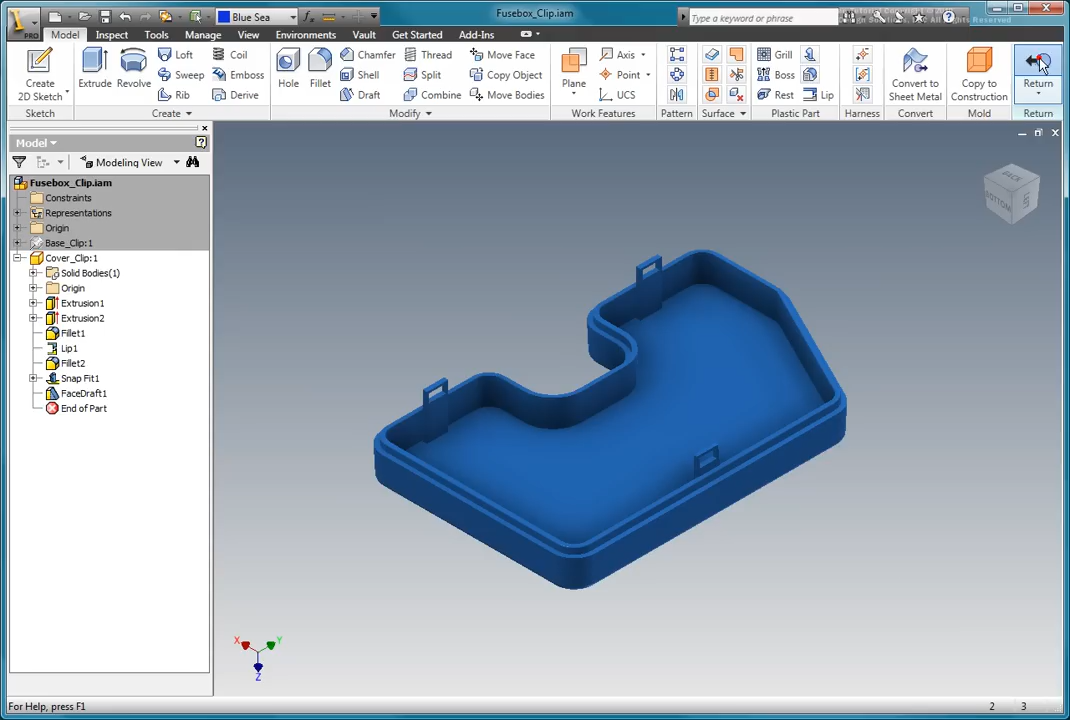 Blue Sea
Fusebox_Clip.iam
Type a keyword or phrase
s Reserved
PRO
Model
Inspect
Tools
Manage
View
Environments
Vault
Get Started
Add-Ins
Create
2D Sketch
Extrude
Revolve
Loft
Sweep
Rib
Coil
Emboss
Derive
Hole
Fillet
Chamfer
Shell
Draft
Thread
Split
Combine
Move Face
Copy Object
Move Bodies
Plane
Axis
Point
UCS
Grill
Boss
Rest
Lip
Convert to
Sheet Metal
Copy to
Construction
Return
Sketch
Create
Modify
Work Features
Pattern
Surface
Plastic Part
Harness
Convert
Mold
Return
Model
Modeling View
Fusebox_Clip.iam
Constraints
Representations
Origin
Base_Clip:1
Cover_Clip:1
Solid Bodies(1)
Origin
Extrusion1
Extrusion2
Fillet1
Lip1
Fillet2
Snap Fit1
FaceDraft1
End of Part
BACK
BOTTOM
X
Y
Z
For Help, press F1
2
3